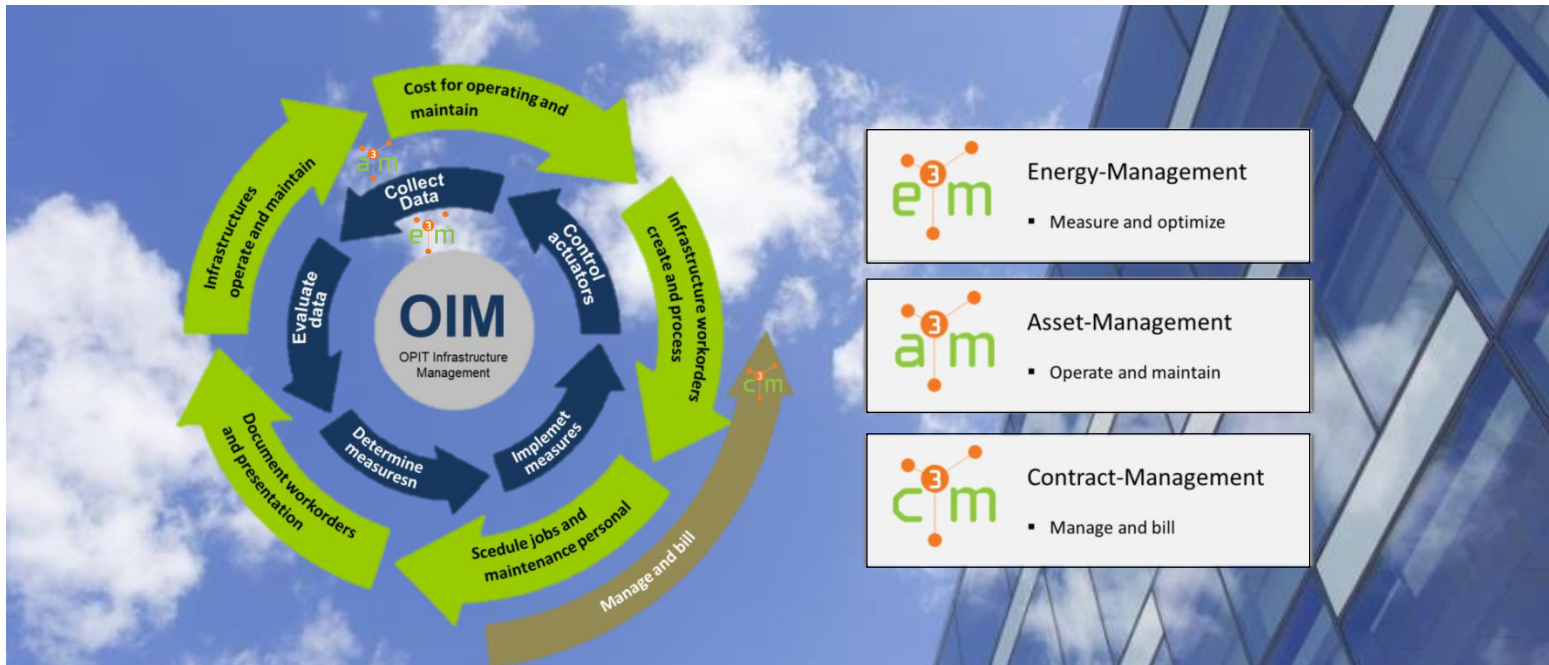 Cost for operating and
maintain
Infrastructures
operate and maintain
a3m
Collect
Data
e3m
Control
actuators
Infrastructure workorders
create and process
Evaluate
data
OIM
OPIT Infrastructure
Management
c3m
Determine
measuresn
Implemet
measures
Document workorders
and presentation
Scedule jobs and
maintenance personal
Manage and bill
e3m
Energy-Management
▪ Measure and optimize
a3m
Asset-Management
▪ Operate and maintain
c3m
Contract-Management
▪ Manage and bill